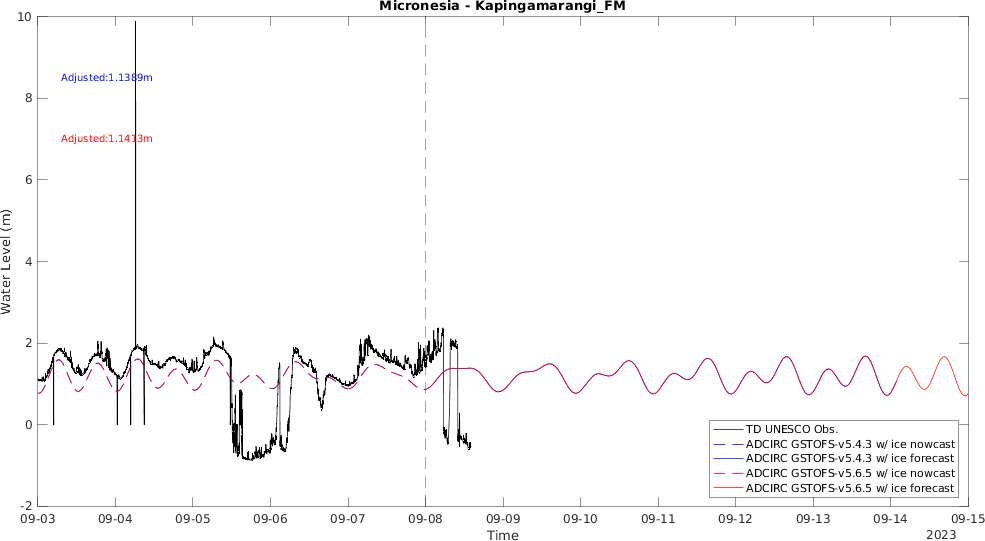 Micronesia - Kapingamarangi_FM
10
8
6
4
2
0
-2
Water Level (m)
Adjusted:1.1389m
Adjusted:1.1413m
TD UNESCO Obs.
ADCIRC GSTOFS-v5.4.3 w/ ice nowcast
ADCIRC GSTOFS-v5.4.3 w/ ice forecast
ADCIRC GSTOFS-v5.6.5 w/ ice nowcast
ADCIRC GSTOFS-v5.6.5 w/ ice forecast
09-03 09-04 09-05 09-06 09-07 09-08 09-09 09-10 09-11 09-12 09-13 09-14 09-15
Time
2023